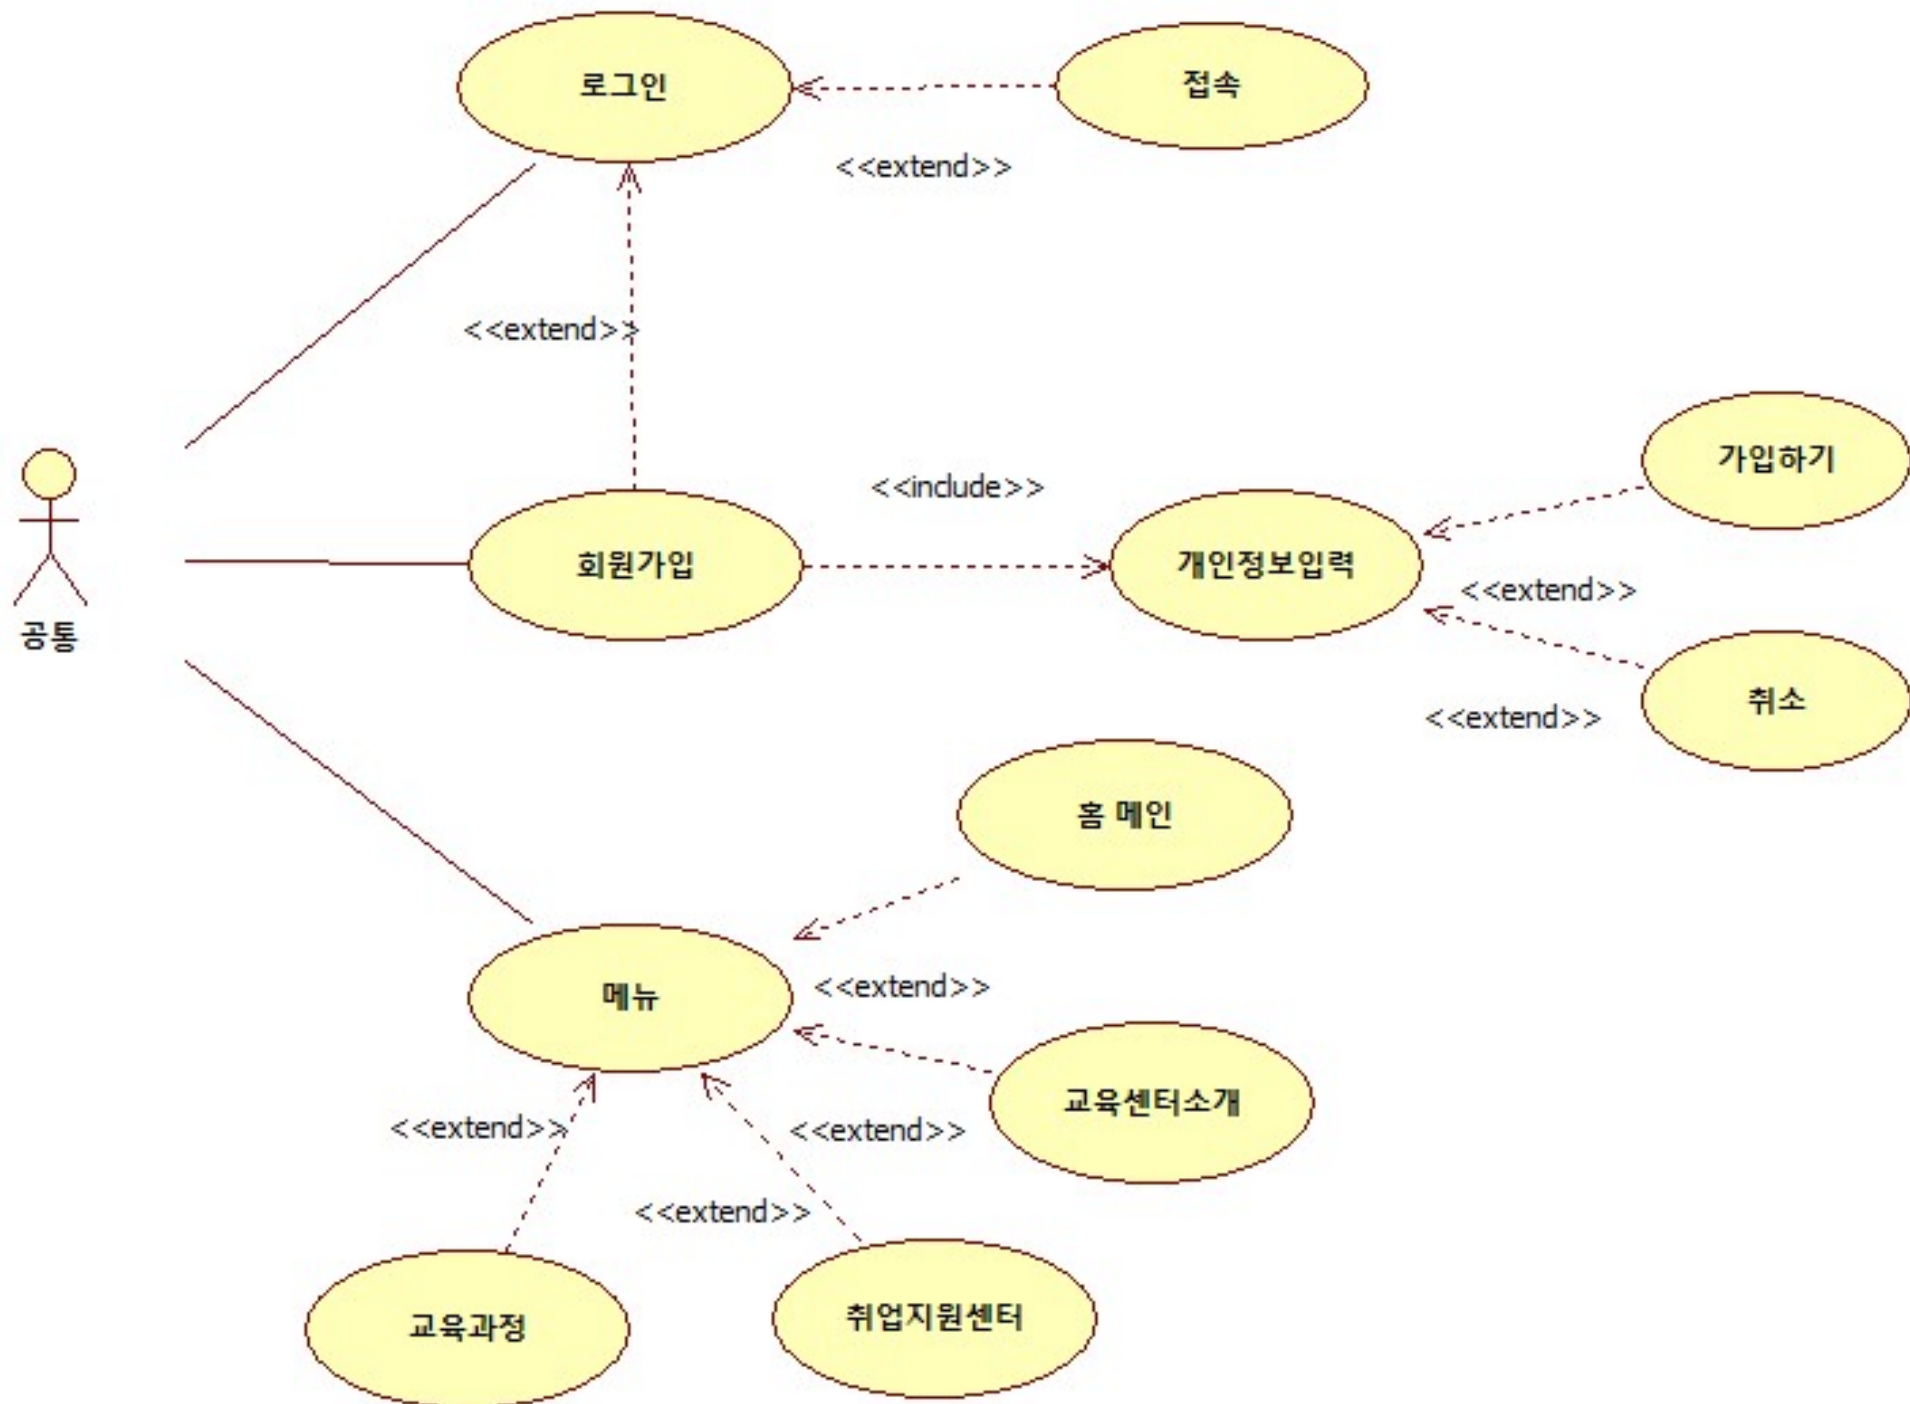 로그인
접속
<<extend>>
<<extend>>
가입하기
<<include>>
회원가입
개인정보입력
<<extend>>
공통
취소
<<extend>>
홈 메인
<<extend>>
메뉴
교육센터소개
<<extend>>
<<extend>>
<<extend>>
교육과정
취업지원센터